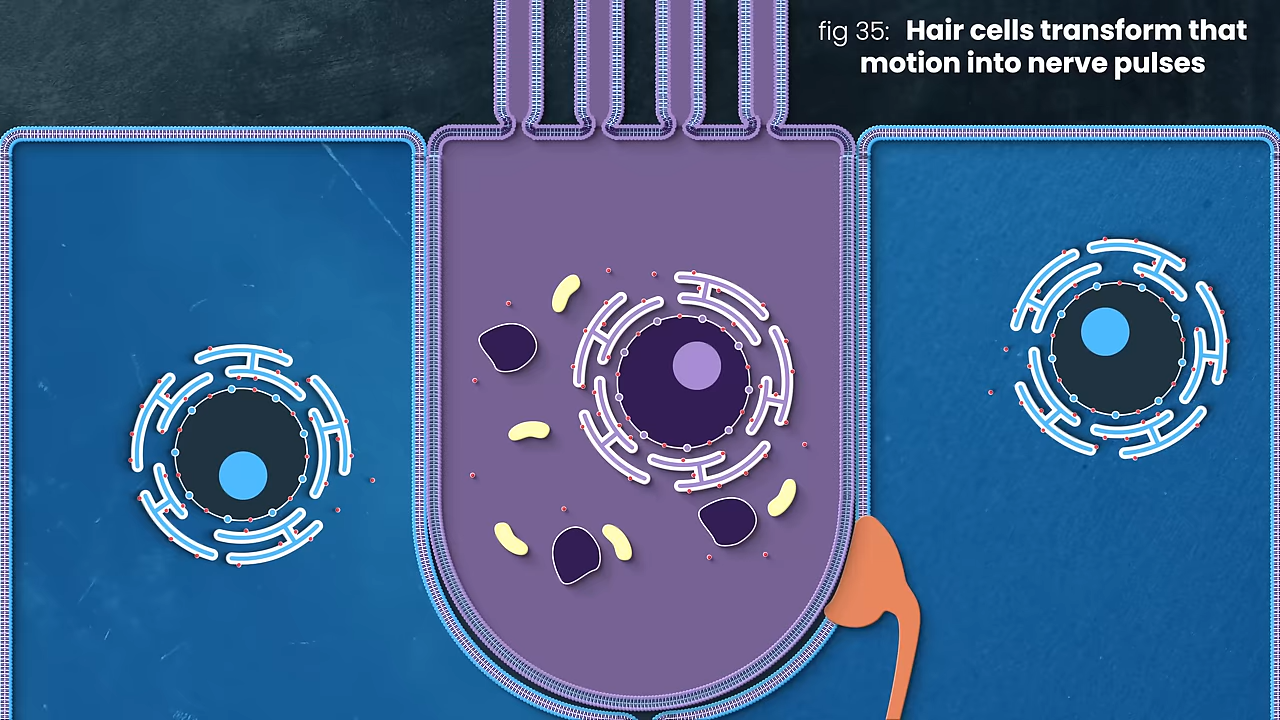 fig 35: Hair cells transform that
motion into nerve pulses